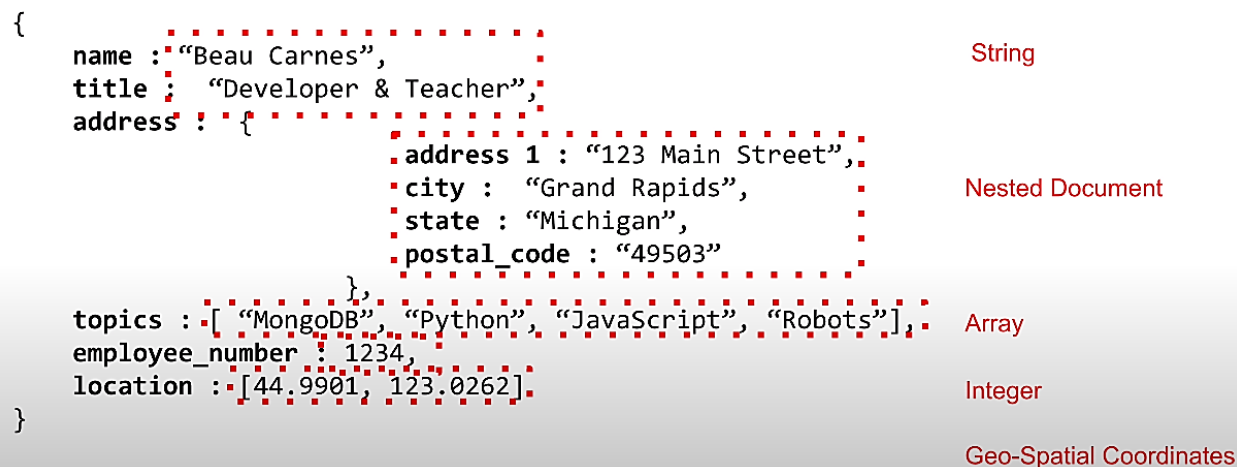 {
name : “Beau Carnes”, String
title : “Developer & Teacher”,
address : {
address 1 : “123 Main Street”,
city : “Grand Rapids”, Nested Document
state : “Michigan”,
postal_code : “49503”
},
topics : [ “MongoDB”, “Python”, “JavaScript”, “Robots”], Array
employee_number : 1234,
location : [44.9901, 123.0262] Integer
}
Geo-Spatial Coordinates